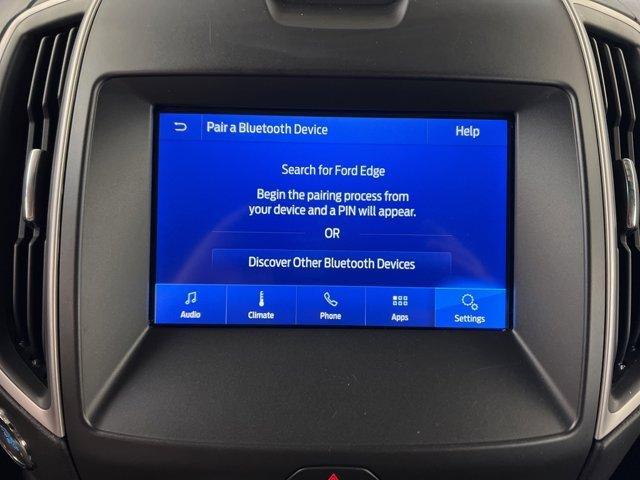 Pair a Bluetooth Device
Help
Search for Ford Edge
Begin the pairing process from
your device and a PIN will appear.
OR
Discover Other Bluetooth Devices
Audio
Climate
Phone
Apps
Settings